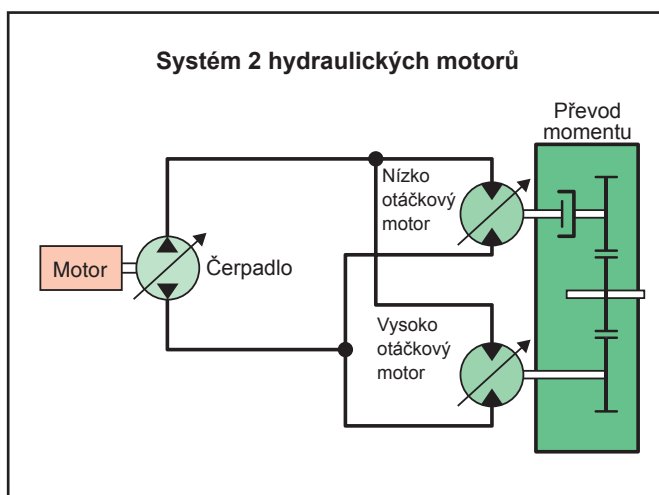 Systém 2 hydraulických motorů
Převod
momentu
Nízko
otáčkový
motor
Motor
Čerpadlo
Vysoko
otáčkový
motor